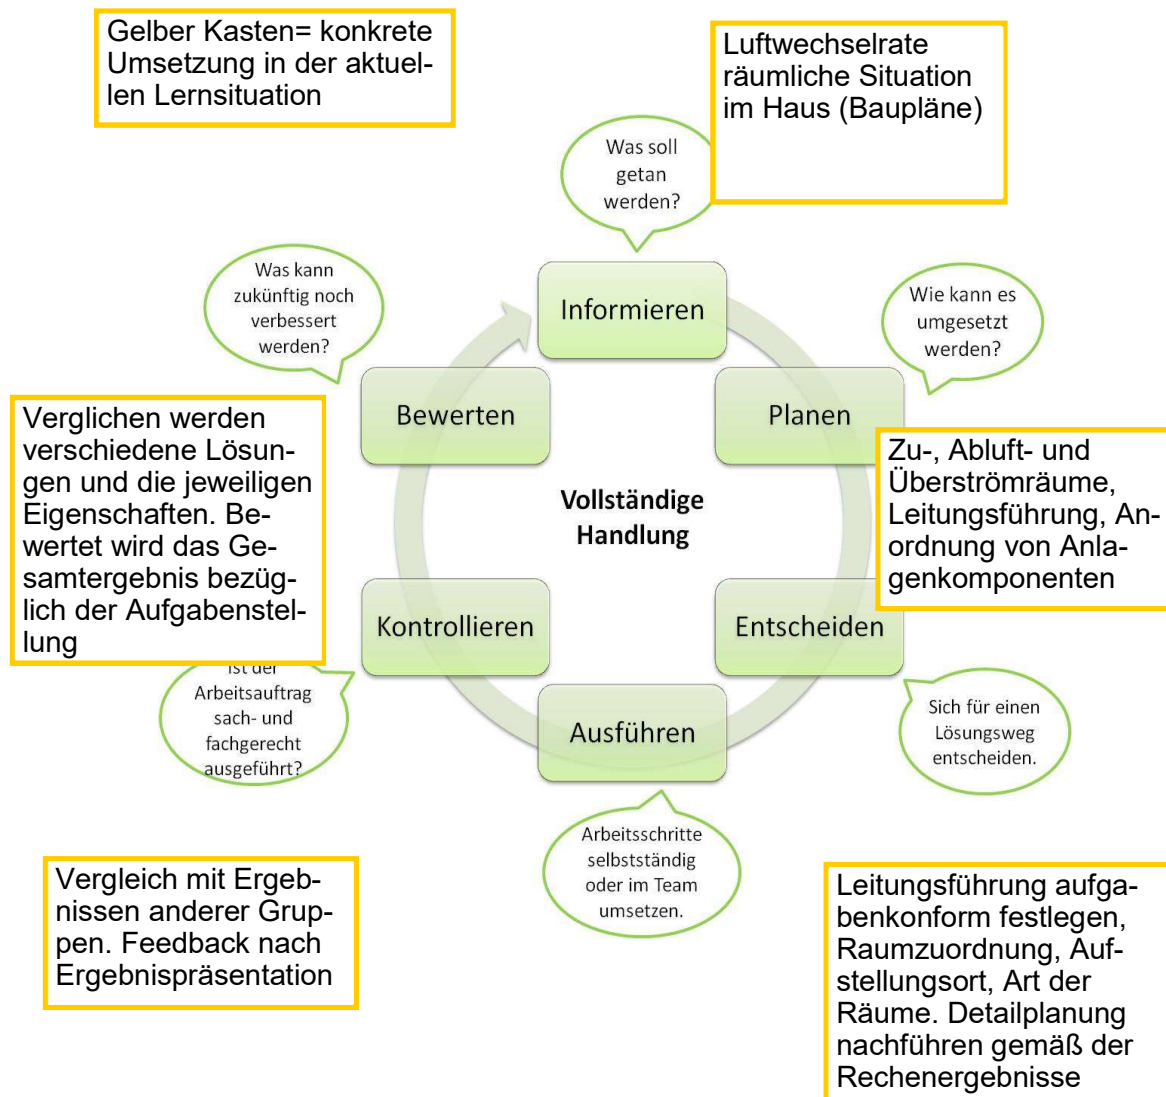 Gelber Kasten= konkrete
Umsetzung in der aktuel-
len Lernsituation
Luftwechselrate
räumliche Situation
im Haus (Baupläne)
Was soll
getan
werden?
Informieren
Was kann
zukünftig noch
verbessert
werden?
Wie kann es
umgesetzt
werden?
Bewerten
Planen
Verglichen werden
verschiedene Lösun-
gen und die jeweiligen
Eigenschaften. Be-
wertet wird das Ge-
samtergebnis bezüg-
lich der Aufgabenstel-
lung
Vollständige
Handlung
Zu-, Abluft- und
Überströmräume,
Leitungsführung, An-
ordnung von Anla-
genkomponenten
Kontrollieren
Entscheiden
Ist der
Arbeitsauftrag
sach- und
fachgerecht
ausgeführt?
Ausführen
Sich für einen
Lösungsweg
entscheiden.
Arbeitsschritte
selbstständig
oder im Team
umsetzen.
Vergleich mit Ergeb-
nissen anderer Grup-
pen. Feedback nach
Ergebnispräsentation
Leitungsführung aufga-
benkonform festlegen,
Raumzuordnung, Auf-
stellungsort, Art der
Räume. Detailplanung
nachführen gemäß der
Rechenergebnisse